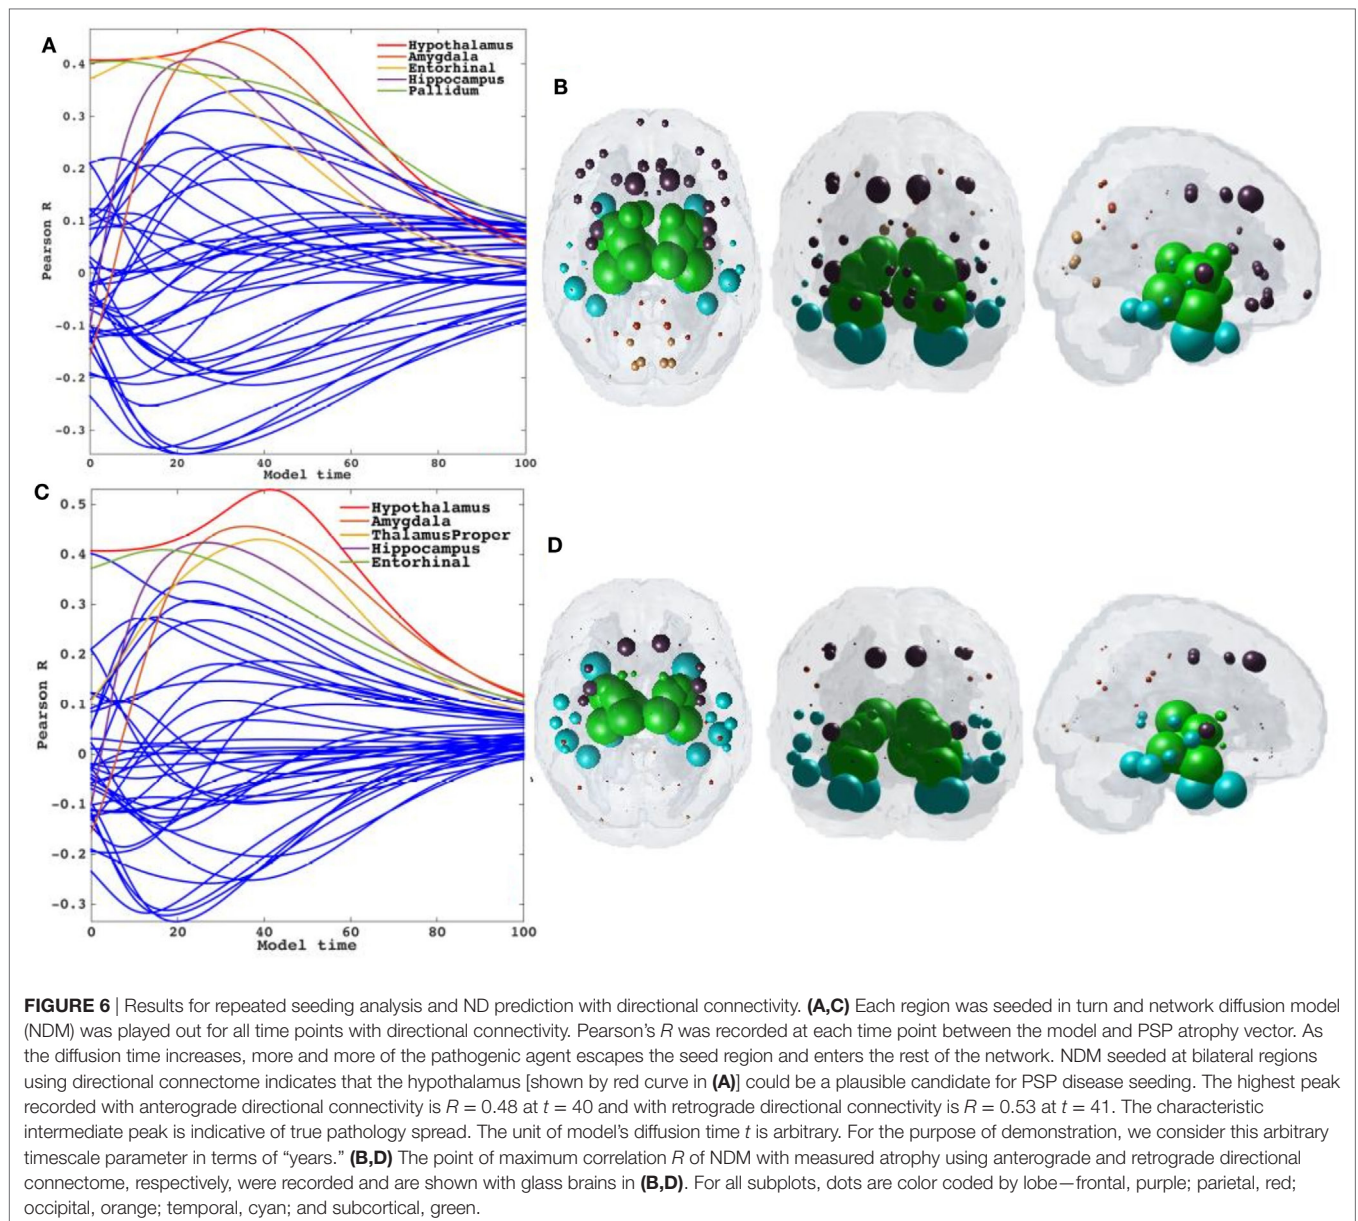 A
0.4
0.3
0.2
0.1
0
-0.1
-0.2
-0.3
Pearson R
Hypothalamus
Amygdala
Entorhinal
Hippocampus
Pallidum
0 20 40 60 80 100
Model time
B
C
0.5
0.4
0.3
0.2
0.1
0
-0.1
-0.2
-0.3
Pearson R
Hypothalamus
Amygdala
ThalamusProper
Hippocampus
Entorhinal
0 20 40 60 80 100
Model time
D
FIGURE 6 | Results for repeated seeding analysis and ND prediction with directional connectivity. (A,C) Each region was seeded in turn and network diffusion model
(NDM) was played out for all time points with directional connectivity. Pearson's R was recorded at each time point between the model and PSP atrophy vector. As
the diffusion time increases, more and more of the pathogenic agent escapes the seed region and enters the rest of the network. NDM seeded at bilateral regions
using directional connectome indicates that the hypothalamus [shown by red curve in (A)] could be a plausible candidate for PSP disease seeding. The highest peak
recorded with anterograde directional connectivity is R = 0.48 at t = 40 and with retrograde directional connectivity is R = 0.53 at t = 41. The characteristic
intermediate peak is indicative of true pathology spread. The unit of model's diffusion time t is arbitrary. For the purpose of demonstration, we consider this arbitrary
timescale parameter in terms of "years." (B,D) The point of maximum correlation R of NDM with measured atrophy using anterograde and retrograde directional
connectome, respectively, were recorded and are shown with glass brains in (B,D). For all subplots, dots are color coded by lobe—frontal, purple; parietal, red;
occipital, orange; temporal, cyan; and subcortical, green.